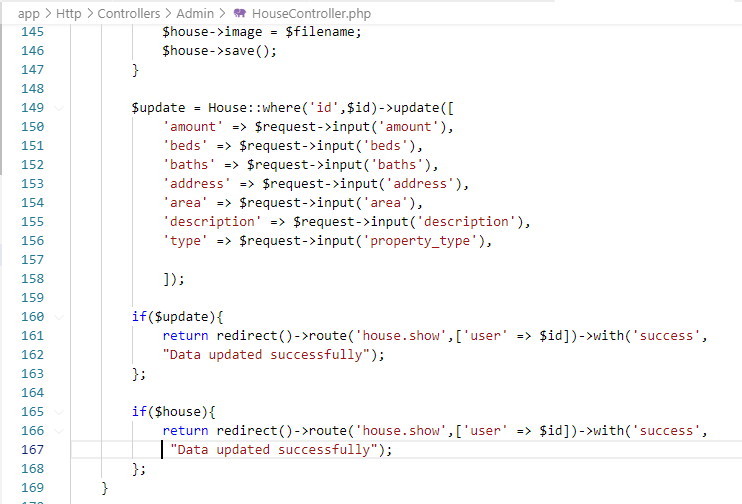 app > Http > Controllers > Admin > HouseController.php
145 $house->image = $filename;
146 $house->save();
147 }
148
149 $update = House::where('id',$id)->update([
150 'amount' => $request->input('amount'),
151 'beds' => $request->input('beds'),
152 'baths' => $request->input('baths'),
153 'address' => $request->input('address'),
154 'area' => $request->input('area'),
155 'description' => $request->input('description'),
156 'type' => $request->input('property_type'),
157
158 ]);
159
160 if($update){
161 return redirect()->route('house.show',['user' => $id])->with('success',
162 "Data updated successfully");
163 };
164
165 if($house){
166 return redirect()->route('house.show',['user' => $id])->with('success',
167 "Data updated successfully");
168 };
169 }